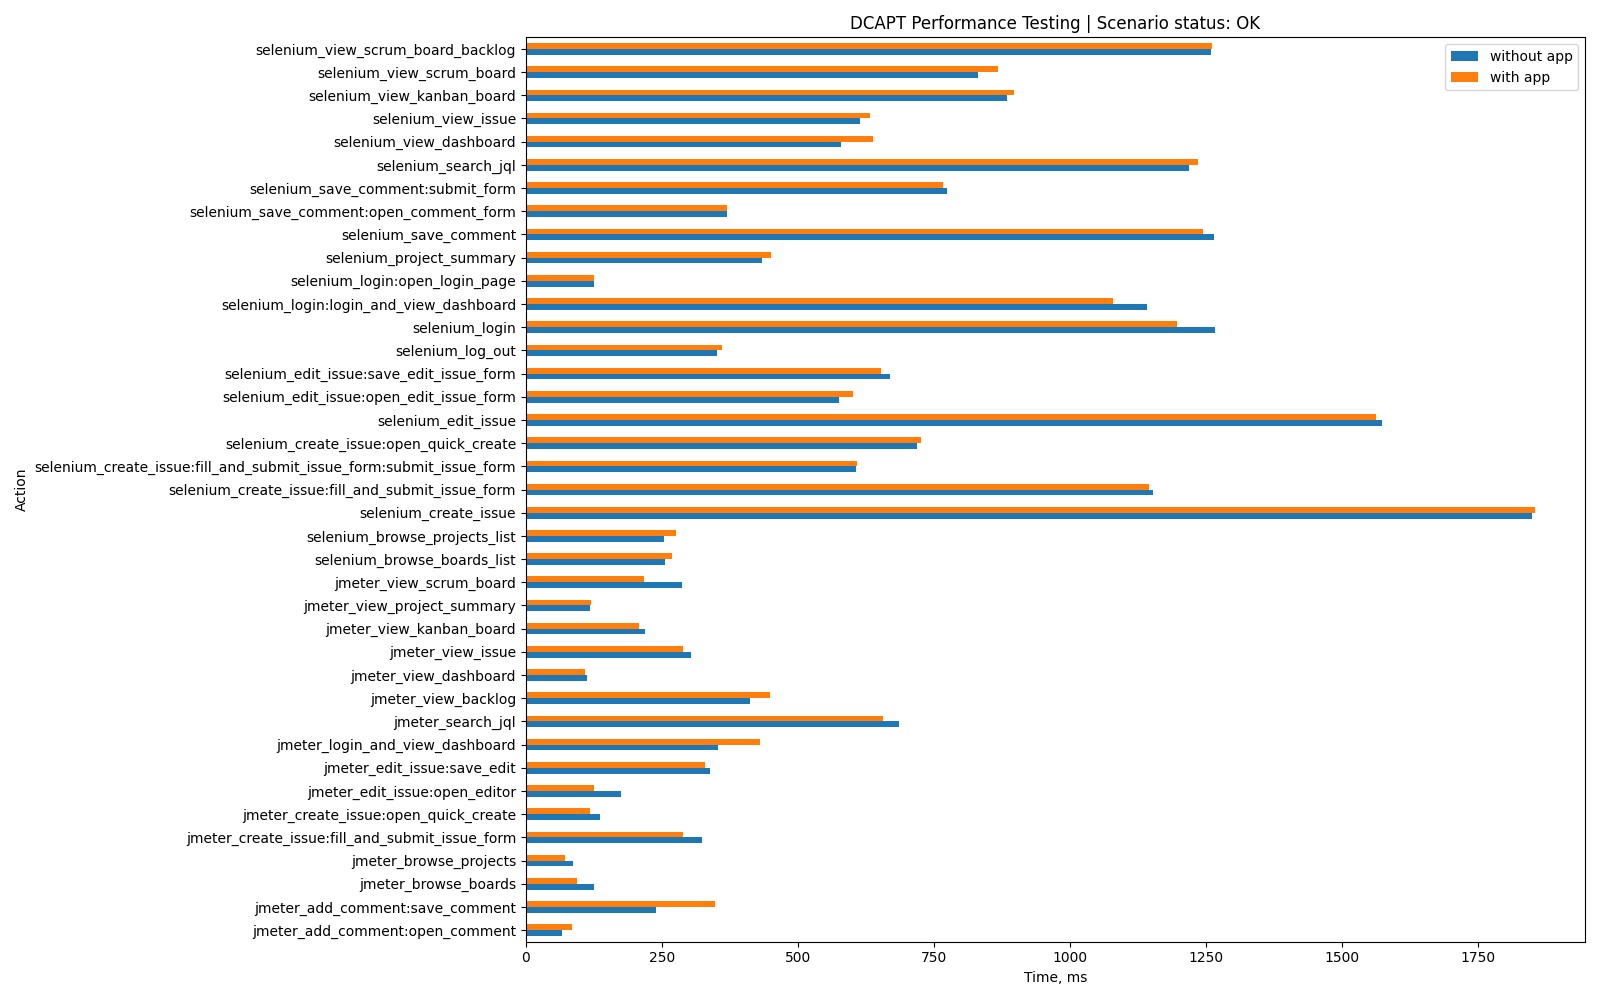 DCAPT Performance Testing | Scenario status: OK
without app
with app
selenium_view_scrum_board_backlog
selenium_view_scrum_board
selenium_view_kanban_board
selenium_view_issue
selenium_view_dashboard
selenium_search_jql
selenium_save_comment:submit_form
selenium_save_comment:open_comment_form
selenium_save_comment
selenium_project_summary
selenium_login:open_login_page
selenium_login:login_and_view_dashboard
selenium_login
selenium_log_out
selenium_edit_issue:save_edit_issue_form
selenium_edit_issue:open_edit_issue_form
selenium_edit_issue
selenium_create_issue:open_quick_create
selenium_create_issue:fill_and_submit_issue_form:submit_issue_form
selenium_create_issue:fill_and_submit_issue_form
selenium_create_issue
selenium_browse_projects_list
selenium_browse_boards_list
jmeter_view_scrum_board
jmeter_view_project_summary
jmeter_view_kanban_board
jmeter_view_issue
jmeter_view_dashboard
jmeter_view_backlog
jmeter_search_jql
jmeter_login_and_view_dashboard
jmeter_edit_issue:save_edit
jmeter_edit_issue:open_editor
jmeter_create_issue:open_quick_create
jmeter_create_issue:fill_and_submit_issue_form
jmeter_browse_projects
jmeter_browse_boards
jmeter_add_comment:save_comment
jmeter_add_comment:open_comment
Action
0 250 500 750 1000 1250 1500 1750
Time, ms